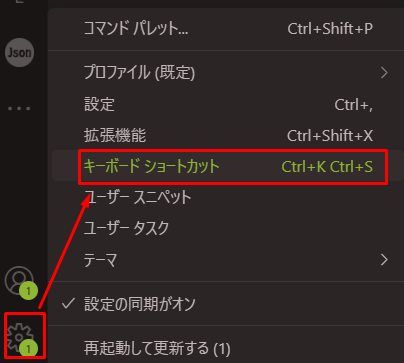 コマンド パレット... Ctrl+Shift+P
Json
プロファイル (既定)
設定 Ctrl+,
拡張機能 Ctrl+Shift+X
キーボード ショートカット Ctrl+K Ctrl+S
ユーザー スニペット
ユーザー タスク
テーマ
1
設定の同期がオン
1
再起動して更新する (1)